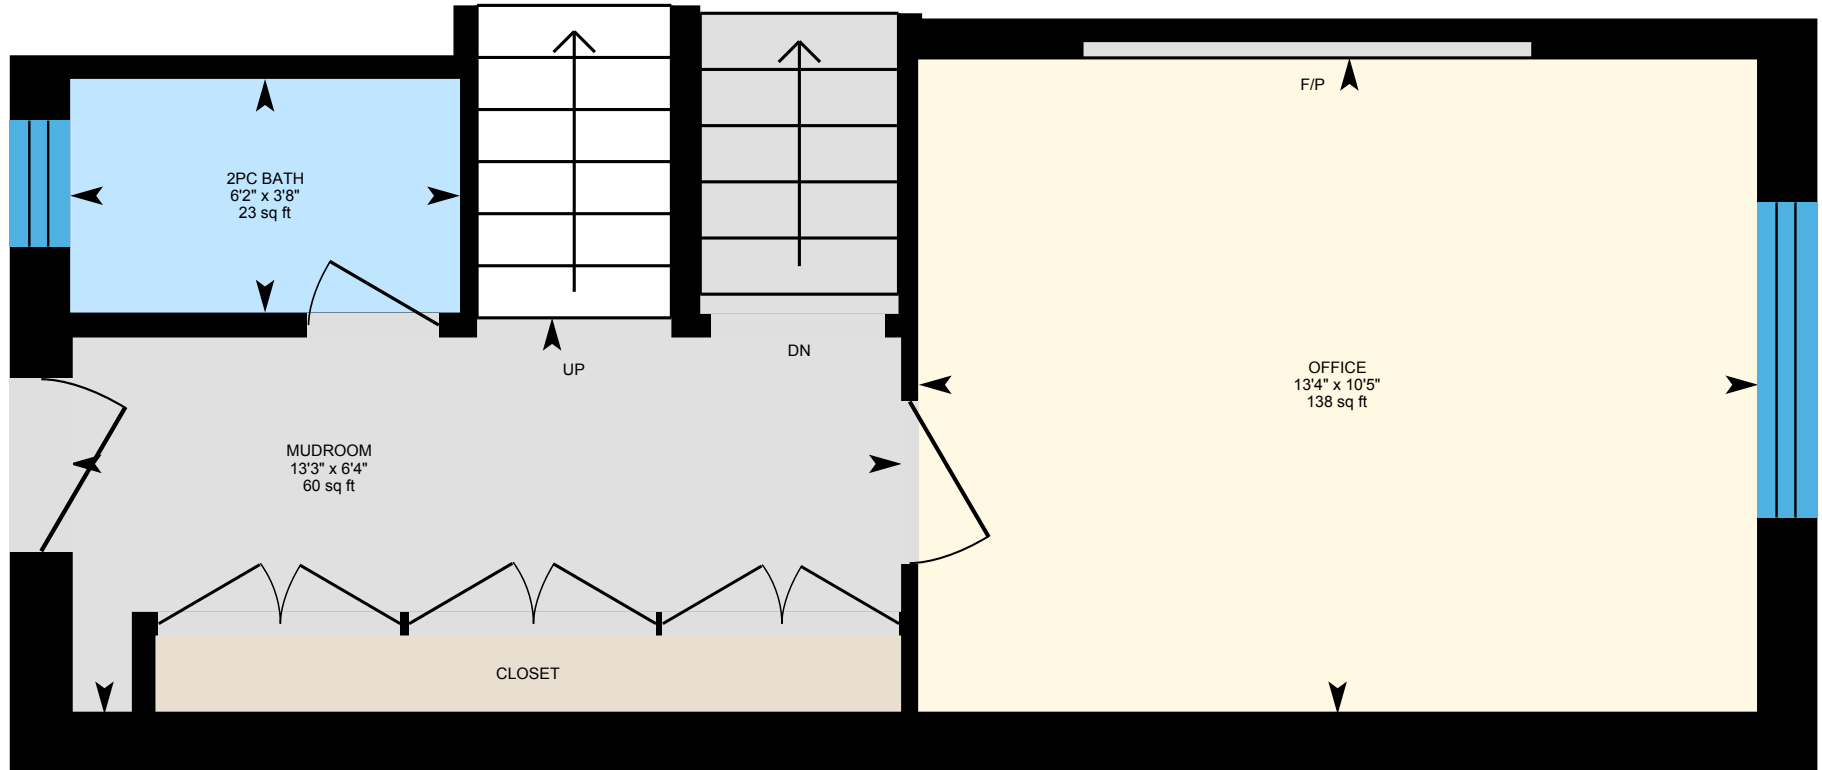 F/P
2PC BATH
6'2" x 3'8"
23 sq ft
DN
UP
OFFICE
13'4" x 10'5"
138 sq ft
MUDROOM
13'3" x 6'4"
60 sq ft
CLOSET